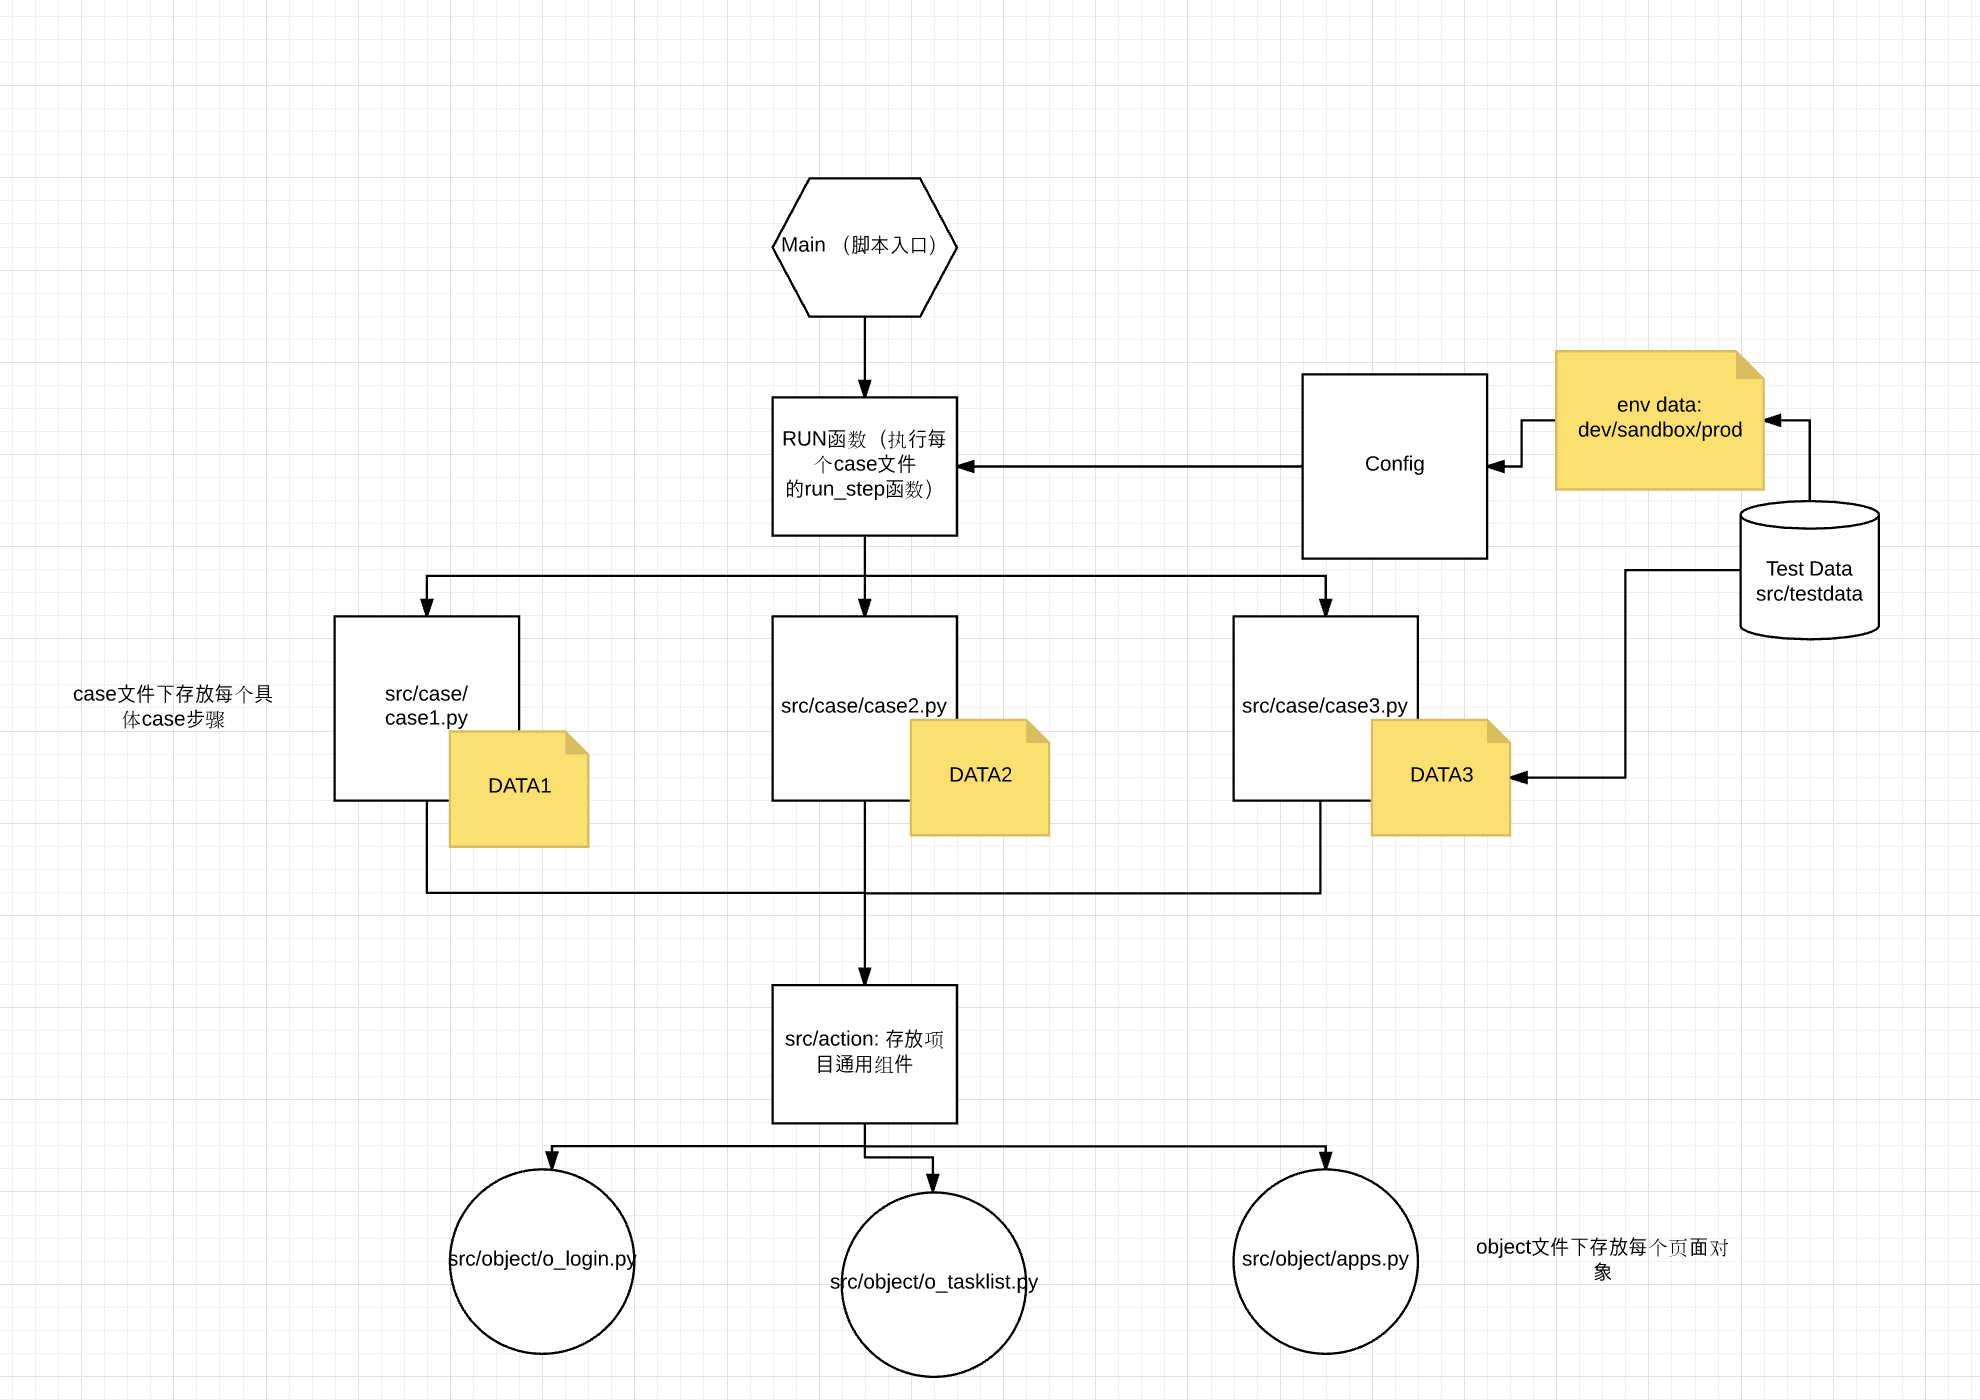 Main （脚本入口）
RUN函数（执行每
个case文件
的run_step函数）
Config
env data:
dev/sandbox/prod
Test Data
src/testdata
case文件下存放每个具
体case步骤
src/case/
case1.py
DATA1
src/case/case2.py
DATA2
src/case/case3.py
DATA3
src/action: 存放项
目通用组件
src/object/o_login.py
src/object/o_tasklist.py
src/object/apps.py
object文件下存放每个页面对
象